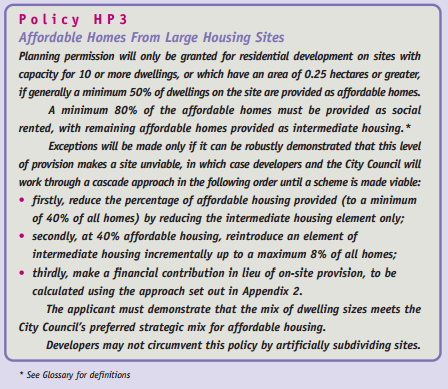 Policy HP3
Affordable Homes From Large Housing Sites
Planning permission will only be granted for residential development on sites with
capacity for 10 or more dwellings, or which have an area of 0.25 hectares or greater,
if generally a minimum 50% of dwellings on the site are provided as affordable homes.
A minimum 80% of the affordable homes must be provided as social
rented, with remaining affordable homes provided as intermediate housing.*
Exceptions will be made only if it can be robustly demonstrated that this level
of provision makes a site unviable, in which case developers and the City Council will
work through a cascade approach in the following order until a scheme is made viable:
• firstly, reduce the percentage of affordable housing provided (to a minimum
of 40% of all homes) by reducing the intermediate housing element only;
• secondly, at 40% affordable housing, reintroduce an element of
intermediate housing incrementally up to a maximum 8% of all homes;
• thirdly, make a financial contribution in lieu of on-site provision, to be
calculated using the approach set out in Appendix 2.
The applicant must demonstrate that the mix of dwelling sizes meets the
City Council's preferred strategic mix for affordable housing.
Developers may not circumvent this policy by artificially subdividing sites.
* See Glossary for definitions